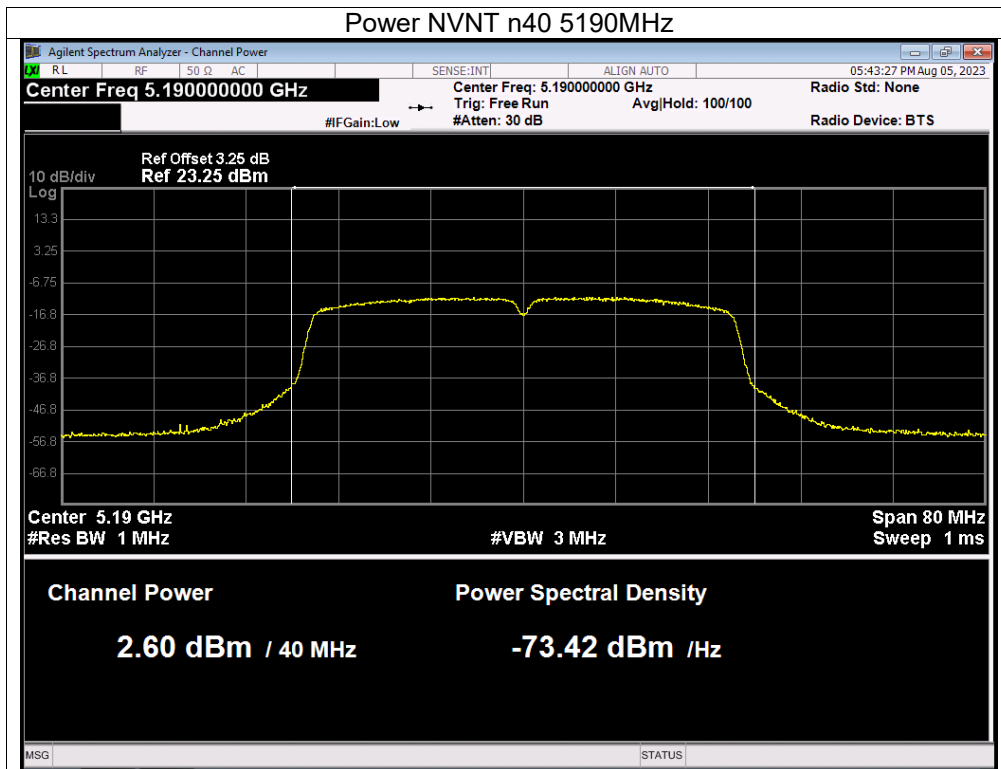 Power NVNT n40 5190MHz
Agilent Spectrum Analyzer - Channel Power
LXI RL RF 50 Ω AC SENSE:INT ALIGN AUTO 05:43:27 PM Aug 05, 2023
Center Freq 5.190000000 GHz
Center Freq: 5.190000000 GHz
Radio Std: None
Trig: Free Run Avg|Hold: 100/100
#IFGain:Low #Atten: 30 dB Radio Device: BTS
Ref Offset 3.25 dB
10 dB/div Ref 23.25 dBm
Log
13.3
3.25
-6.75
-16.8
-26.8
-36.8
-46.8
-56.8
-66.8
Center 5.19 GHz Span 80 MHz
#Res BW 1 MHz #VBW 3 MHz Sweep 1 ms
Channel Power Power Spectral Density
2.60 dBm / 40 MHz -73.42 dBm /Hz
MSG STATUS